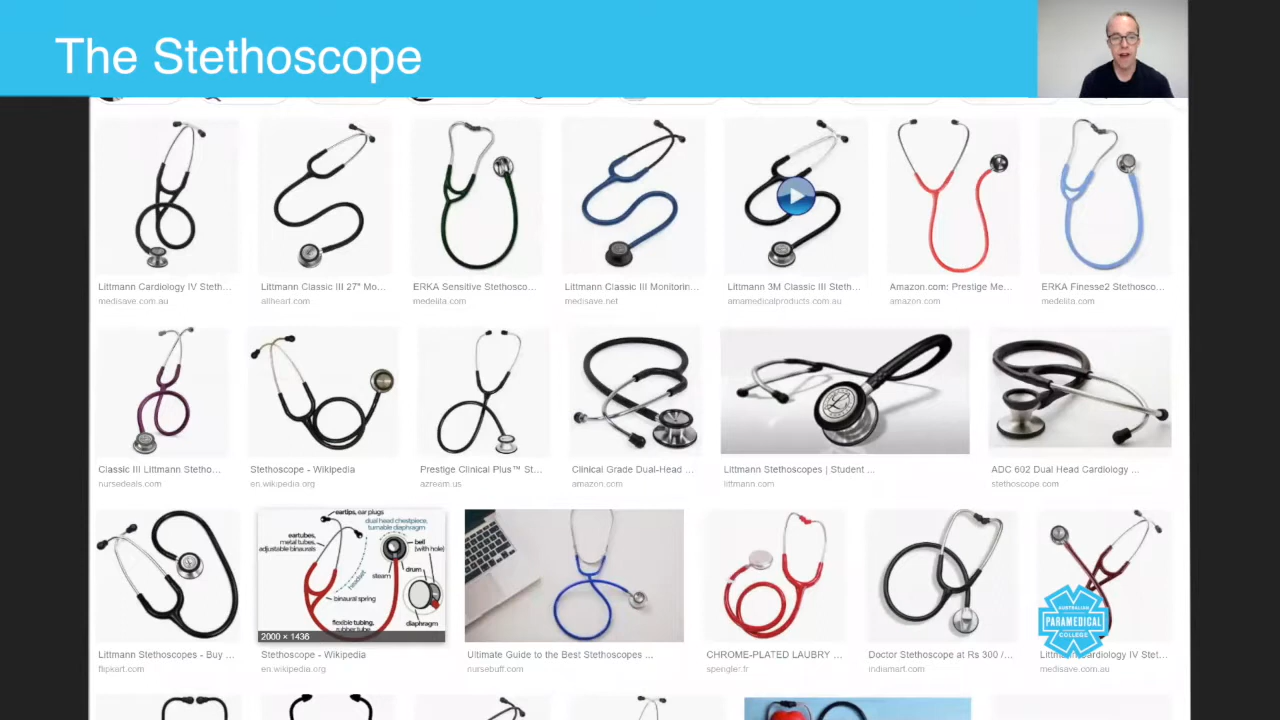 The Stethoscope
Littmann Cardiology IV Steth...
medisave.com.au
Littmann Classic III 27" Mo...
allheart.com
ERKA Sensitive Stethosco...
medelita.com
Littmann Classic III Monitorin...
medisave.net
Littmann 3M Classic III Steth...
amamedicalproducts.com.au
Amazon.com: Prestige Me...
amazon.com
ERKA Finesse2 Stethosco...
medelita.com
Classic III Littmann Stetho...
nursedeals.com
Stethoscope - Wikipedia
en.wikipedia.org
Prestige Clinical Plus™ St...
azream.us
Clinical Grade Dual-Head ...
amazon.com
Littmann Stethoscopes | Student ...
littmann.com
ADC 602 Dual Head Cardiology ...
stethoscope.com
eartips, ear plugs
dual head chestpiece,
turnable diaphragm
eartubes,
metal tubes,
adjustable binaurals
bell
(with hole)
headset
steam
drum
binaural spring
flexible tubing,
rubber tube
diaphragm
2000 × 1436
AUSTRALIAN
PARAMEDICAL
COLLEGE
Littmann Stethoscopes - Buy ...
flipkart.com
Stethoscope - Wikipedia
en.wikipedia.org
Ultimate Guide to the Best Stethoscopes ...
nursebuff.com
CHROME-PLATED LAUBRY ...
spengler.fr
Doctor Stethoscope at Rs 300 /...
indiamart.com
Littmann Cardiology IV Stet...
medisave.com.au